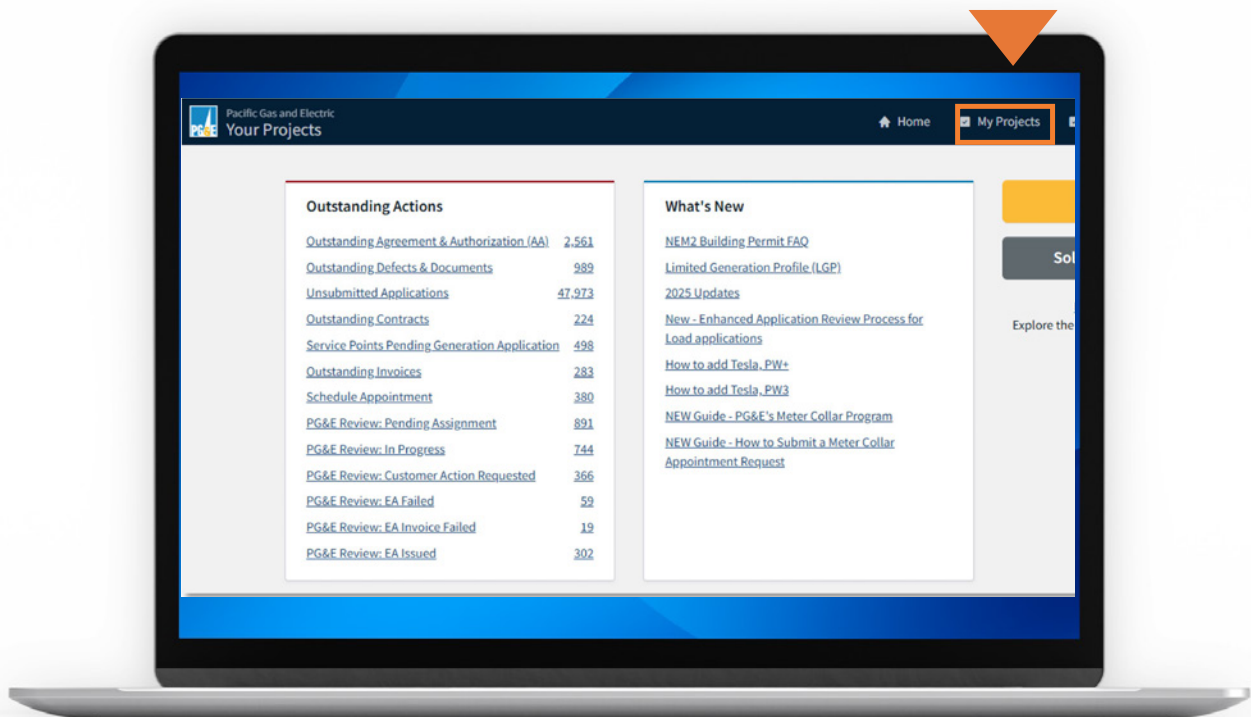 PG&E
Pacific Gas and Electric
Your Projects
Home
My Projects
Outstanding Actions
Outstanding Agreement & Authorization (AA) 2,561
Outstanding Defects & Documents 989
Unsubmitted Applications 47,973
Outstanding Contracts 224
Service Points Pending Generation Application 498
Outstanding Invoices 283
Schedule Appointment 380
PG&E Review: Pending Assignment 891
PG&E Review: In Progress 744
PG&E Review: Customer Action Requested 366
PG&E Review: EA Failed 59
PG&E Review: EA Invoice Failed 19
PG&E Review: EA Issued 302
What's New
NEM2 Building Permit FAQ
Limited Generation Profile (LGP)
2025 Updates
New - Enhanced Application Review Process for
Load applications
How to add Tesla, PW+
How to add Tesla, PW3
NEW Guide - PG&E's Meter Collar Program
NEW Guide - How to Submit a Meter Collar
Appointment Request
Sol
Explore the